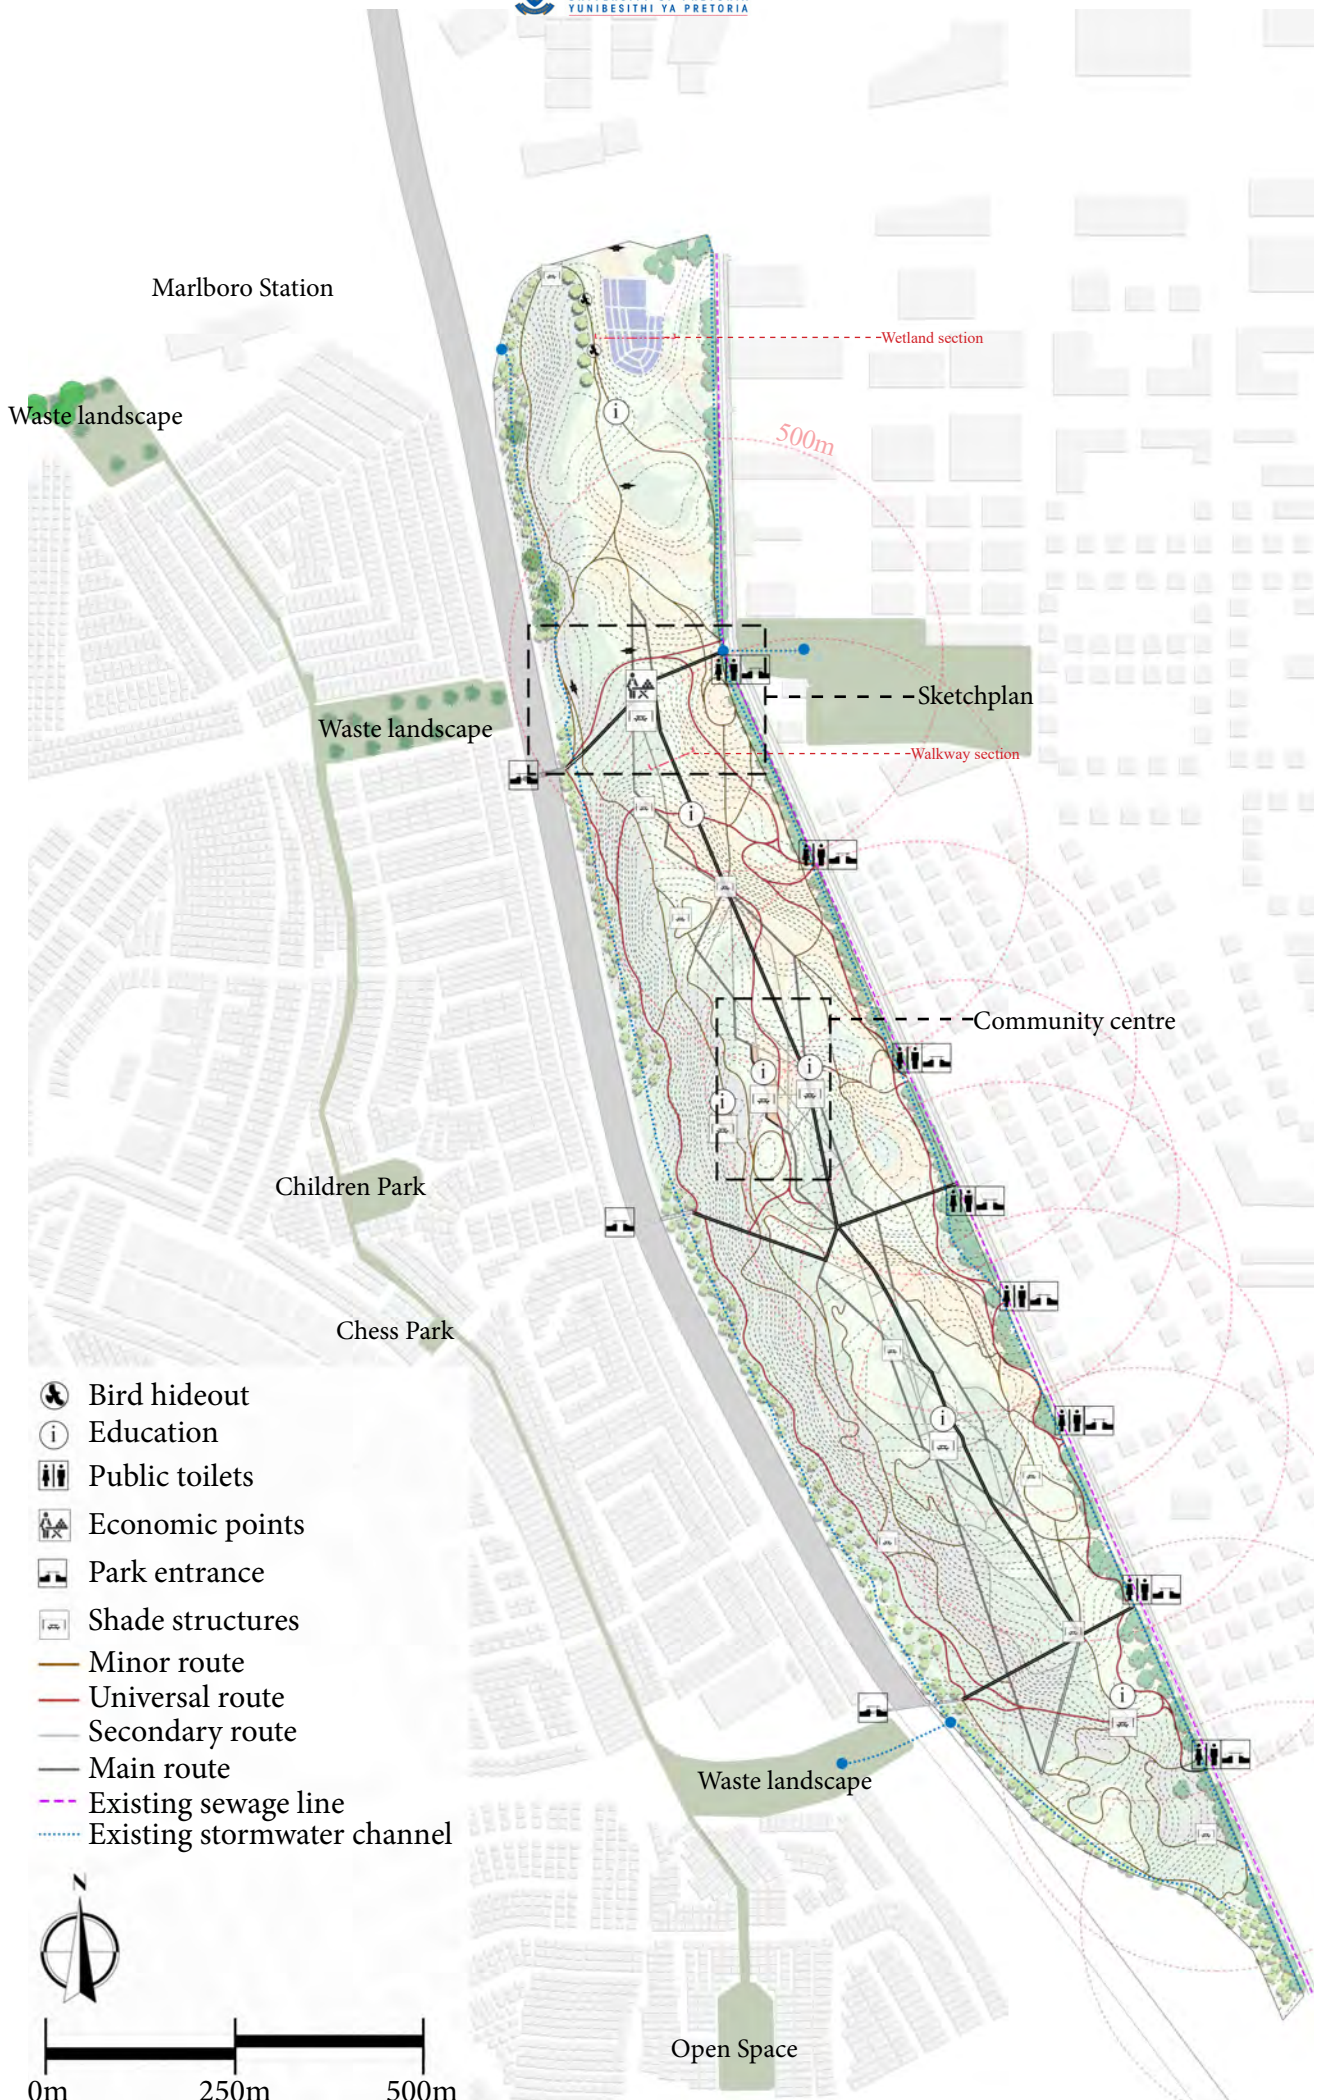 YUNIBESITHI YA PRETORIA
Marlboro Station
Wetland section
Waste landscape
i
500m
Sketchplan
Waste landscape
Walkway section
i
Community centre
i
i
i
Children Park
Chess Park
Bird hideout
i Education
i
Public toilets
Economic points
Park entrance
Shade structures
Minor route
Universal route
i
Secondary route
Main route
Waste landscape
Existing sewage line
Existing stormwater channel
N
Open Space
0m 250m 500m